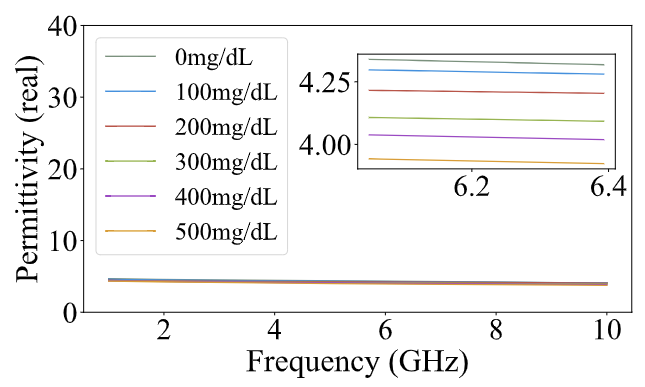 Permittivity (real)
40
30
20
10
0
0mg/dL
100mg/dL
200mg/dL
300mg/dL
400mg/dL
500mg/dL
4.25
4.00
6.2 6.4
2 4 6 8 10
Frequency (GHz)